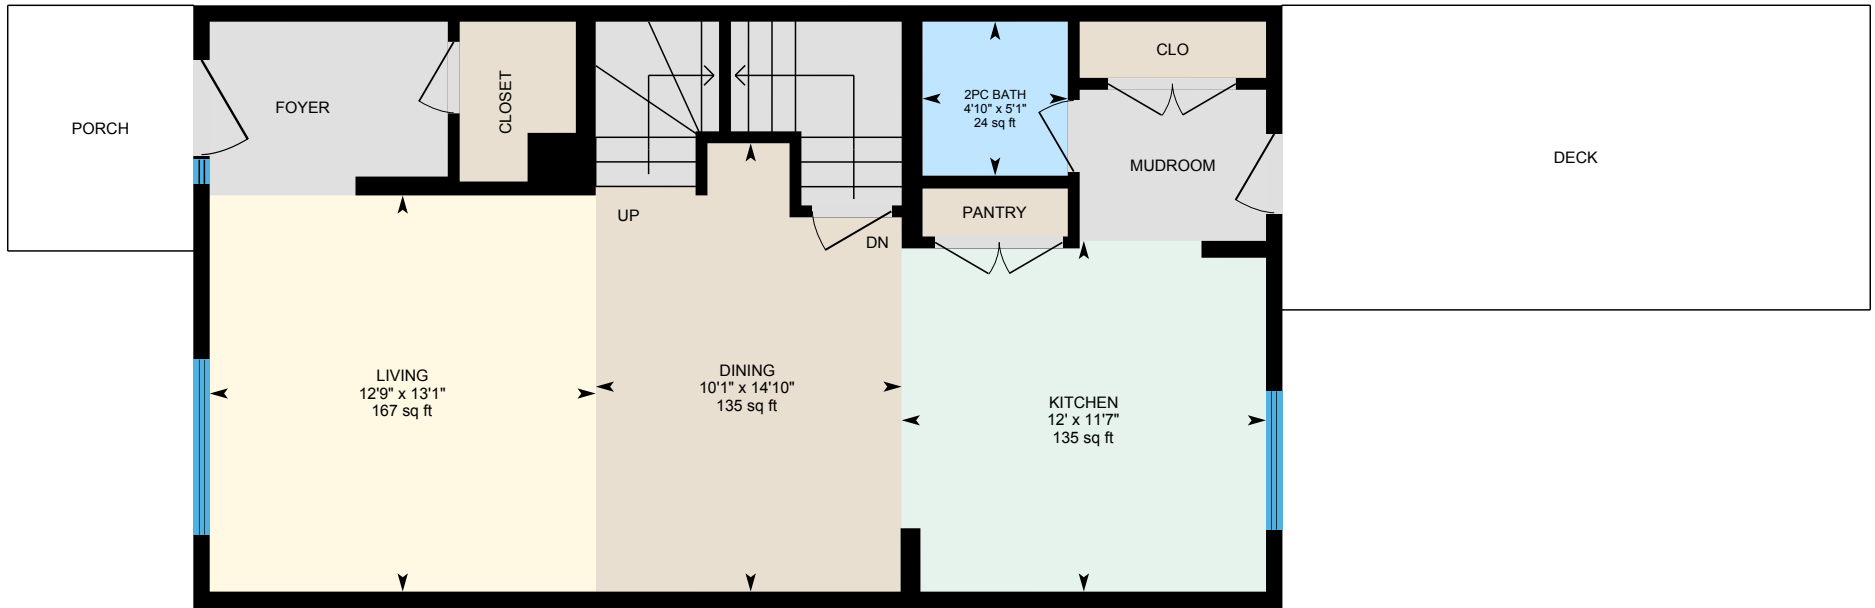 PORCH
FOYER
CLOSET
UP
DN
2PC BATH
4'10" x 5'1"
24 sq ft
CLO
MUDROOM
PANTRY
DECK
LIVING
12'9" x 13'1"
167 sq ft
DINING
10'1" x 14'10"
135 sq ft
KITCHEN
12' x 11'7"
135 sq ft